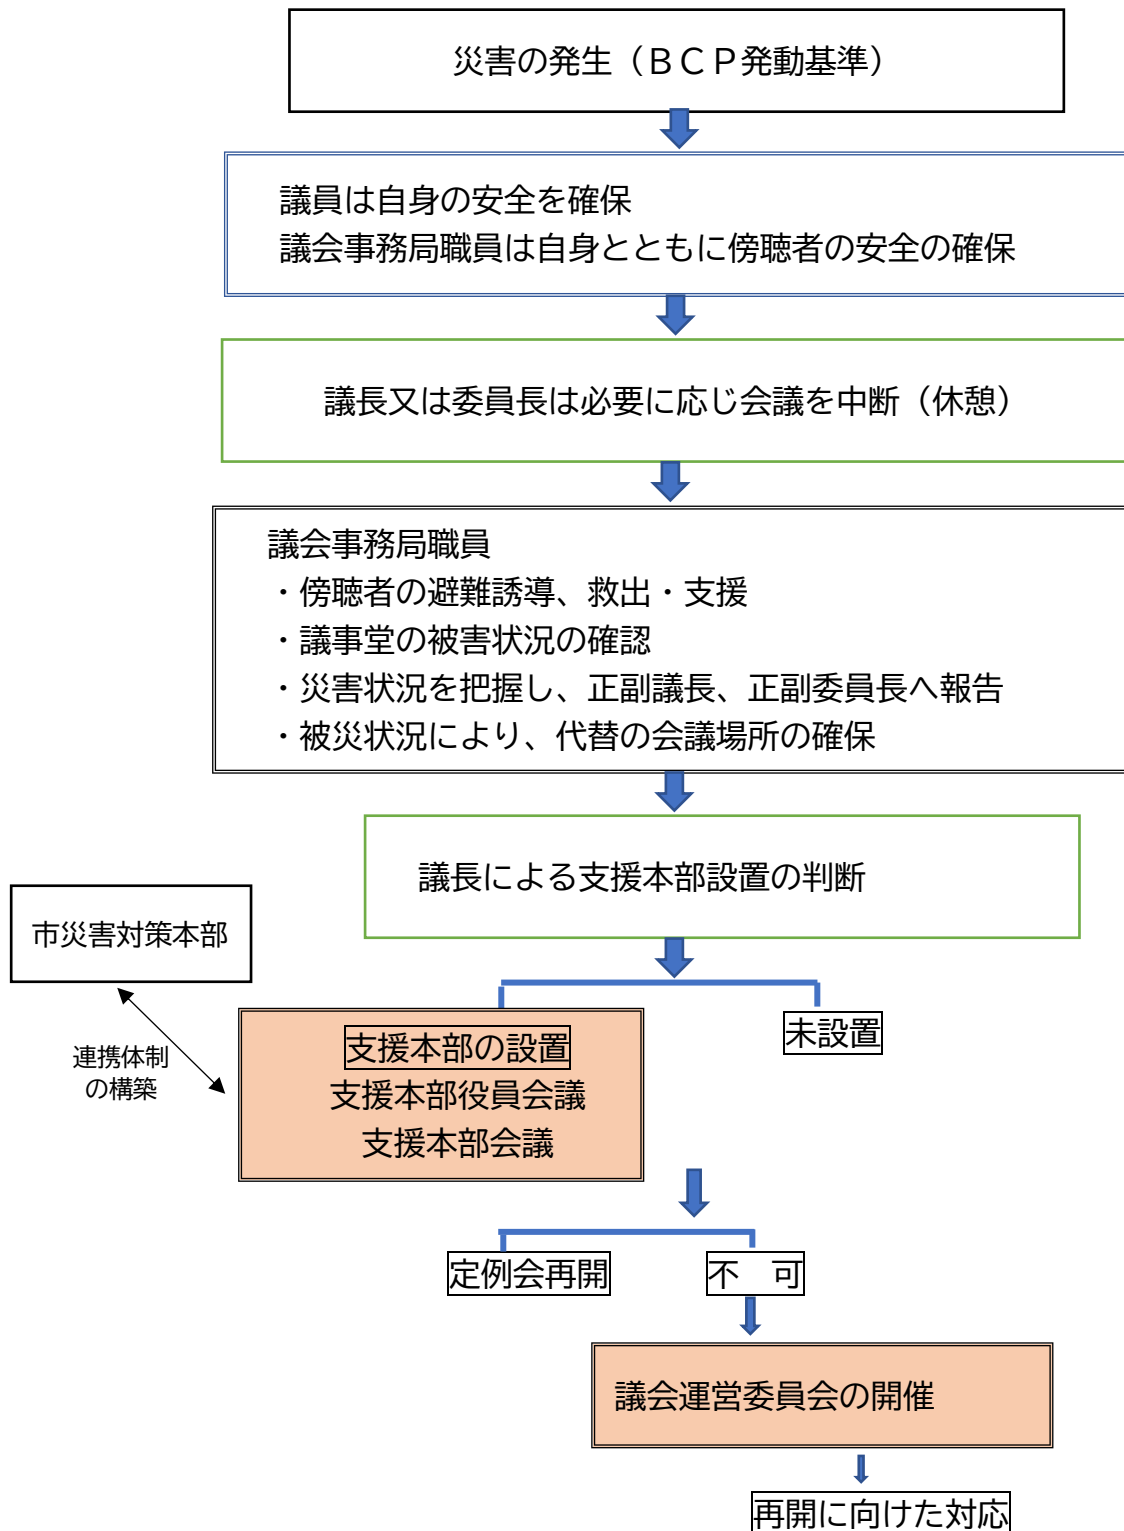 災害の発生（ＢＣＰ発動基準）
議員は自身の安全を確保
議会事務局職員は自身とともに傍聴者の安全の確保
議長又は委員長は必要に応じ会議を中断（休憩）
議会事務局職員
・傍聴者の避難誘導、救出・支援
・議事堂の被害状況の確認
・災害状況を把握し、正副議長、正副委員長へ報告
・被災状況により、代替の会議場所の確保
議長による支援本部設置の判断
市災害対策本部
連携体制
の構築
支援本部の設置
支援本部役員会議
支援本部会議
未設置
定例会再開
不　可
議会運営委員会の開催
再開に向けた対応